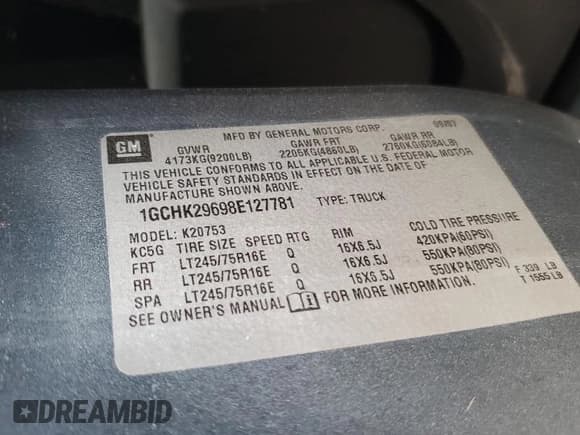 GM
MFD BY GENERAL MOTORS CORP. 09/07
GVWR GAWR FRT GAWR RR
4173KG(9200LB) 2205KG(4860LB) 2760KG(6084LB)
THIS VEHICLE CONFORMS TO ALL APPLICABLE U.S. FEDERAL MOTOR
VEHICLE SAFETY STANDARDS IN EFFECT ON THE DATE OF
MANUFACTURE SHOWN ABOVE.
1GCHK29698E127781 TYPE: TRUCK
MODEL: K20753
KC5G TIRE SIZE SPEED RTG RIM COLD TIRE PRESSURE
FRT LT245/75R16E Q 16X6.5J 420KPA(60PSI)
RR LT245/75R16E Q 16X6.5J 550KPA(80PSI)
SPA LT245/75R16E Q 16X6.5J 550KPA(80PSI)
SEE OWNER'S MANUAL FOR MORE INFORMATION.
F 339 LB
T 1555 LB
DREAMBID